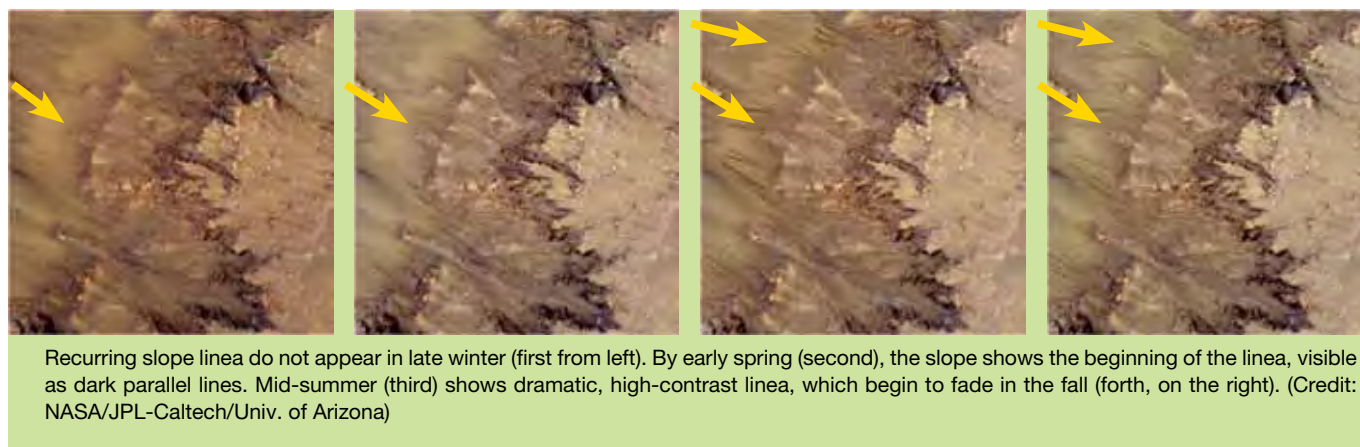 Recurring slope linea do not appear in late winter (first from left). By early spring (second), the slope shows the beginning of the linea, visible
as dark parallel lines. Mid-summer (third) shows dramatic, high-contrast linea, which begin to fade in the fall (forth, on the right). (Credit:
NASA/JPL-Caltech/Univ. of Arizona)